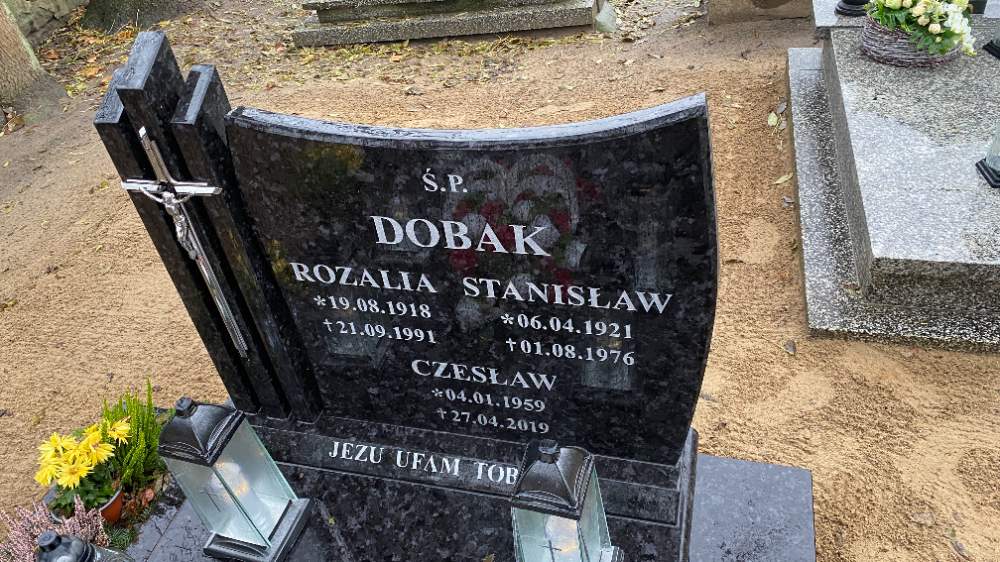 Ś.P.
DOBAK
ROZALIA STANISŁAW
*19.08.1918 *06.04.1921
†21.09.1991 †01.08.1976
CZESŁAW
*04.01.1959
†27.04.2019
JEZU UFAM TOB